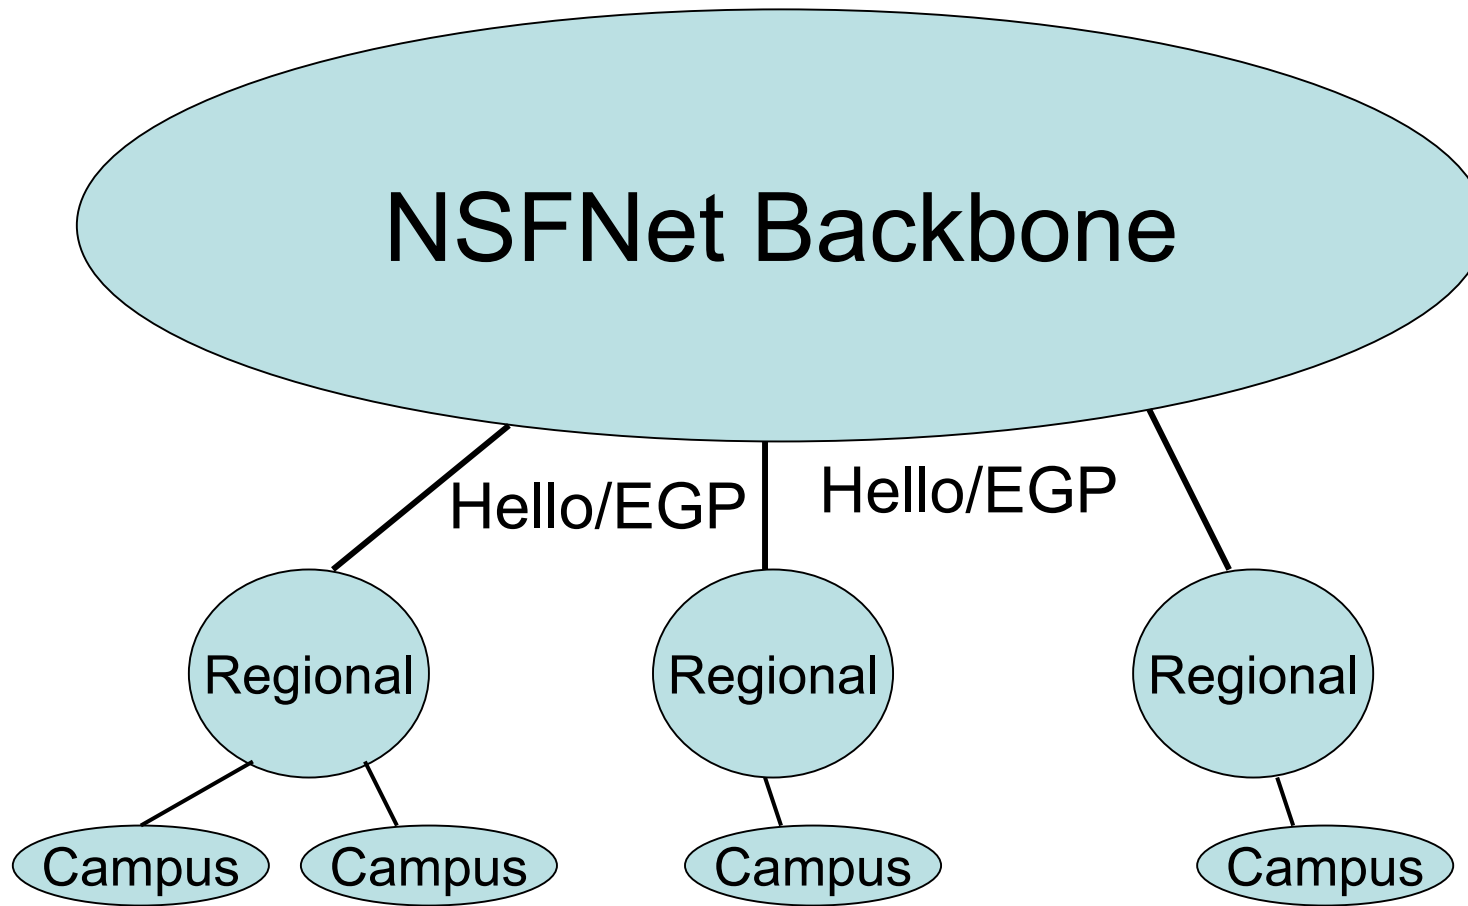 NSFNet Backbone
Hello/EGP
Hello/EGP
Regional
Regional
Regional
Campus
Campus
Campus
Campus